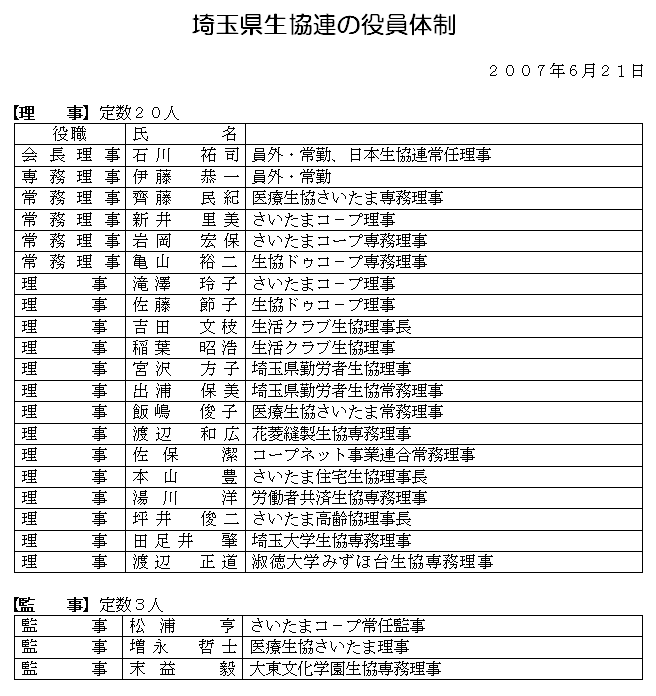 埼玉県生協連の役員体制
２００７年６月２１日
【理　事】定数２０人
役職 氏名
会長理事 石川 祐司 員外・常勤、日本生協連常任理事
専務理事 伊藤 恭一 員外・常勤
常務理事 齊藤 民紀 医療生協さいたま専務理事
常務理事 新井 里美 さいたまコープ理事
常務理事 岩岡 宏保 さいたまコープ専務理事
常務理事 亀山 裕二 生協ドゥコープ専務理事
理事 滝澤 玲子 さいたまコープ理事
理事 佐藤 節子 生協ドゥコープ理事
理事 吉田 文枝 生活クラブ生協理事長
理事 稲葉 昭浩 生活クラブ生協理事
理事 宮沢 方子 埼玉県勤労者生協理事
理事 出浦 保美 埼玉県勤労者生協常務理事
理事 飯嶋 俊子 医療生協さいたま常務理事
理事 渡辺 和広 花菱縫製生協専務理事
理事 佐保 潔 コープネット事業連合常務理事
理事 本山 豊 さいたま住宅生協理事長
理事 湯川 洋 労働者共済生協専務理事
理事 坪井 俊二 さいたま高齢協理事長
理事 田足井 肇 埼玉大学生協専務理事
理事 渡辺 正道 淑徳大学みずほ台生協専務理事
【監　事】定数３人
監事 松浦 亨 さいたまコープ常任監事
監事 増永 哲士 医療生協さいたま理事
監事 末益 毅 大東文化学園生協専務理事